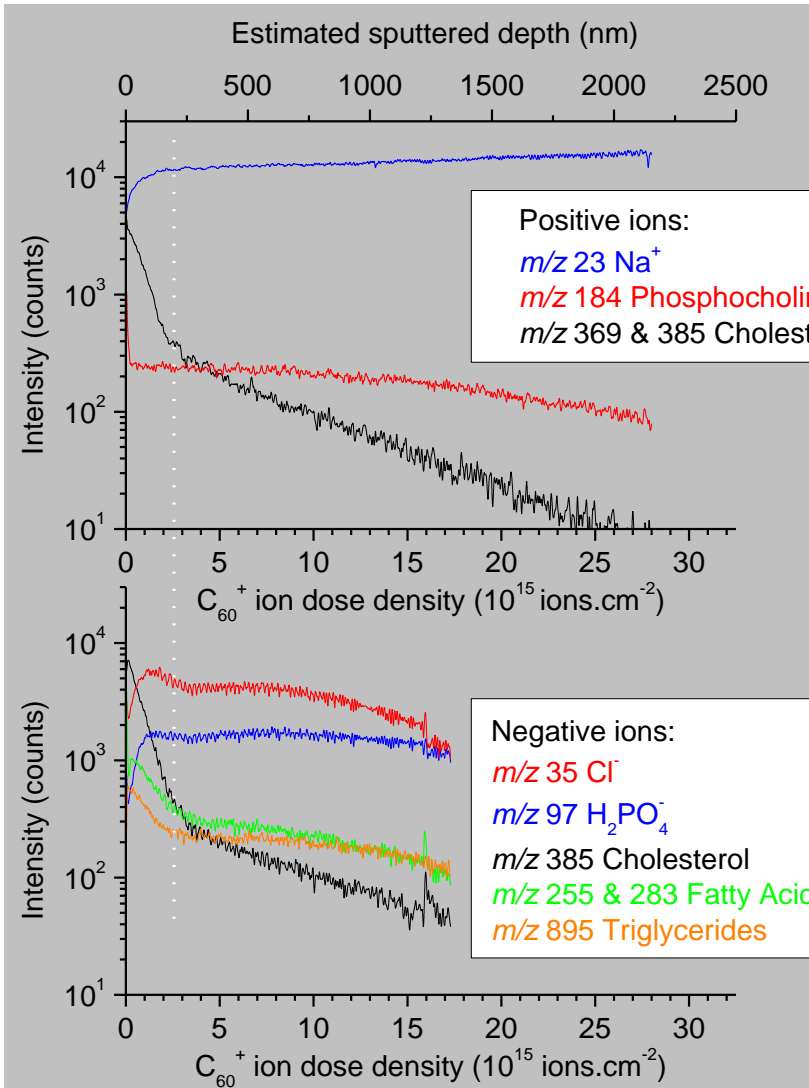 Estimated sputtered depth (nm)
0 500 1000 1500 2000 2500
Intensity (counts)
10⁴
10³
10²
10¹
Positive ions:
m/z 23 Na⁺
m/z 184 Phosphocholin
m/z 369 & 385 Cholest
0 5 10 15 20 25 30
C₆₀⁺ ion dose density (10¹⁵ ions.cm⁻²)
Intensity (counts)
10⁴
10³
10²
10¹
Negative ions:
m/z 35 Cl⁻
m/z 97 H₂PO₄⁻
m/z 385 Cholesterol
m/z 255 & 283 Fatty Acid
m/z 895 Triglycerides
0 5 10 15 20 25 30
C₆₀⁺ ion dose density (10¹⁵ ions.cm⁻²)